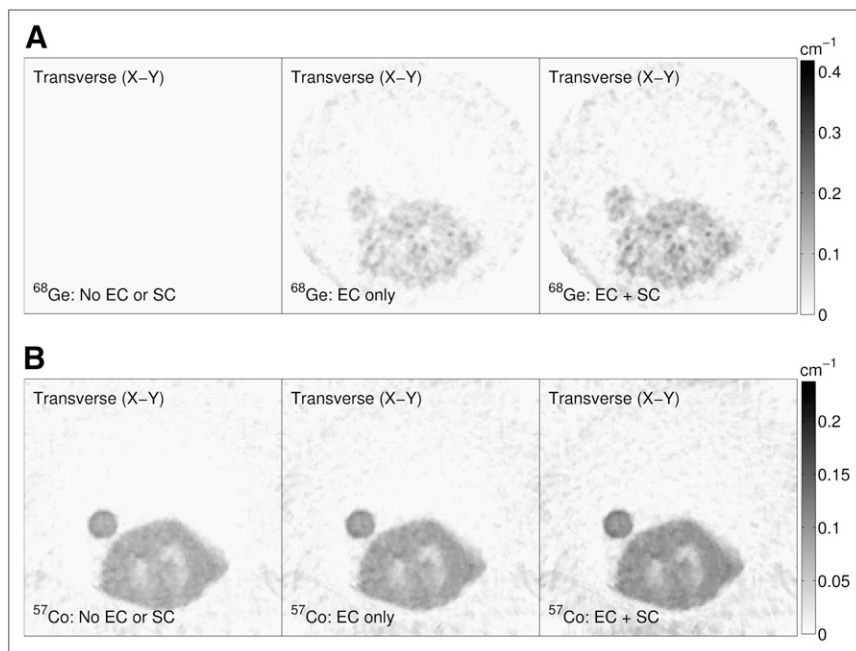 A
cm⁻¹
Transverse (X−Y) Transverse (X−Y) Transverse (X−Y)
0.4
0.3
0.2
0.1
0
⁶⁸Ge: No EC or SC ⁶⁸Ge: EC only ⁶⁸Ge: EC + SC
B
cm⁻¹
Transverse (X−Y) Transverse (X−Y) Transverse (X−Y)
0.2
0.15
0.1
0.05
0
⁵⁷Co: No EC or SC ⁵⁷Co: EC only ⁵⁷Co: EC + SC